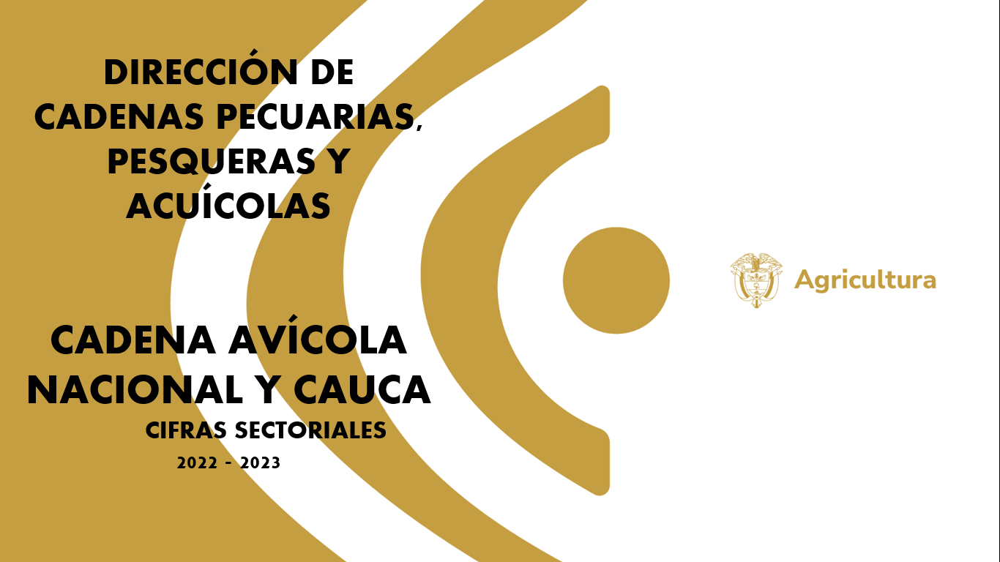 DIRECCIÓN DE
CADENAS PECUARIAS,
PESQUERAS Y
ACUÍCOLAS
Agricultura
CADENA AVÍCOLA
NACIONAL Y CAUCA
CIFRAS SECTORIALES
2022 - 2023